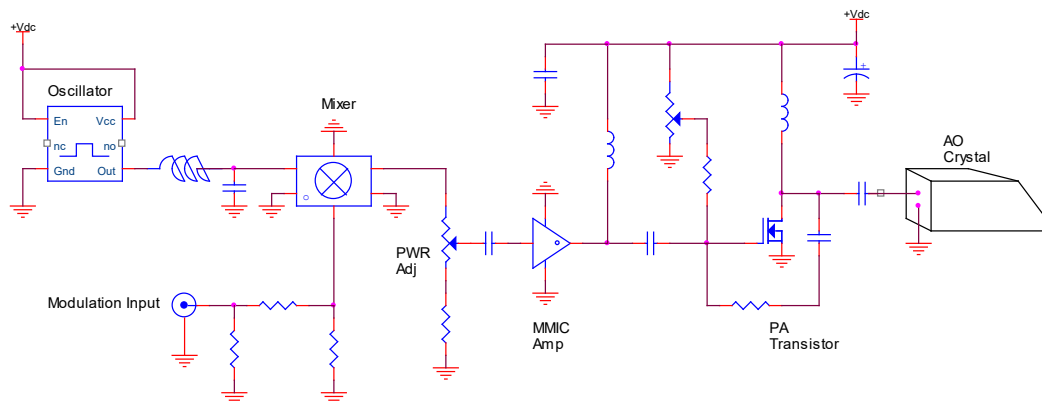 +Vdc
Oscillator
En
Vcc
nc
no
Gnd
Out
Mixer
Modulation Input
PWR
Adj
MMIC
Amp
+Vdc
+
PA
Transistor
AO
Crystal